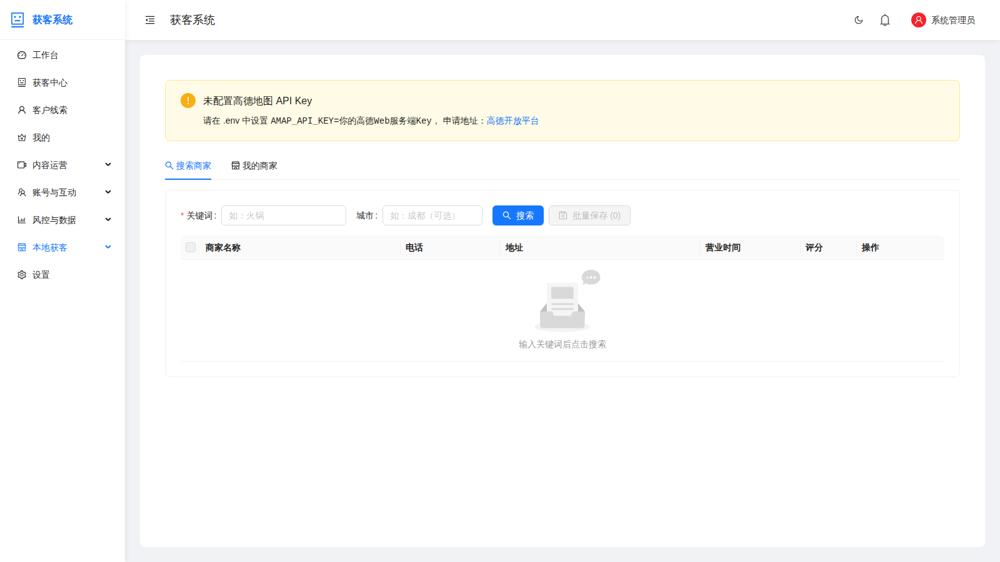 获客系统
获客系统
系统管理员
工作台
获客中心
客户线索
我的
内容运营
账号与互动
风控与数据
本地获客
设置
未配置高德地图 API Key
请在 .env 中设置 AMAP_API_KEY=你的高德Web服务端Key， 申请地址：高德开放平台
搜索商家 我的商家
* 关键词: 如：火锅 城市: 如：成都（可选） 搜索 批量保存 (0)
商家名称 电话 地址 营业时间 评分 操作
输入关键词后点击搜索